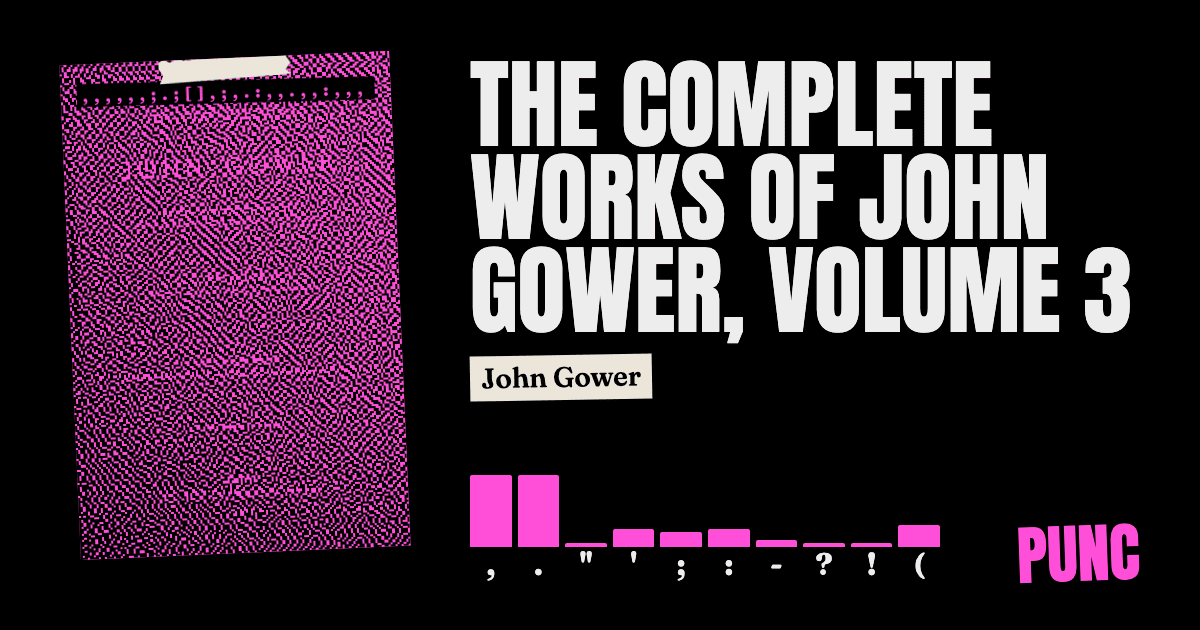 ,,,,,;.;[],;,.:,,.,,:,,,
THE COMPLETE
WORKS OF JOHN
GOWER, VOLUME 3
John Gower
, . " ' ; : - ? ! (
PUNC